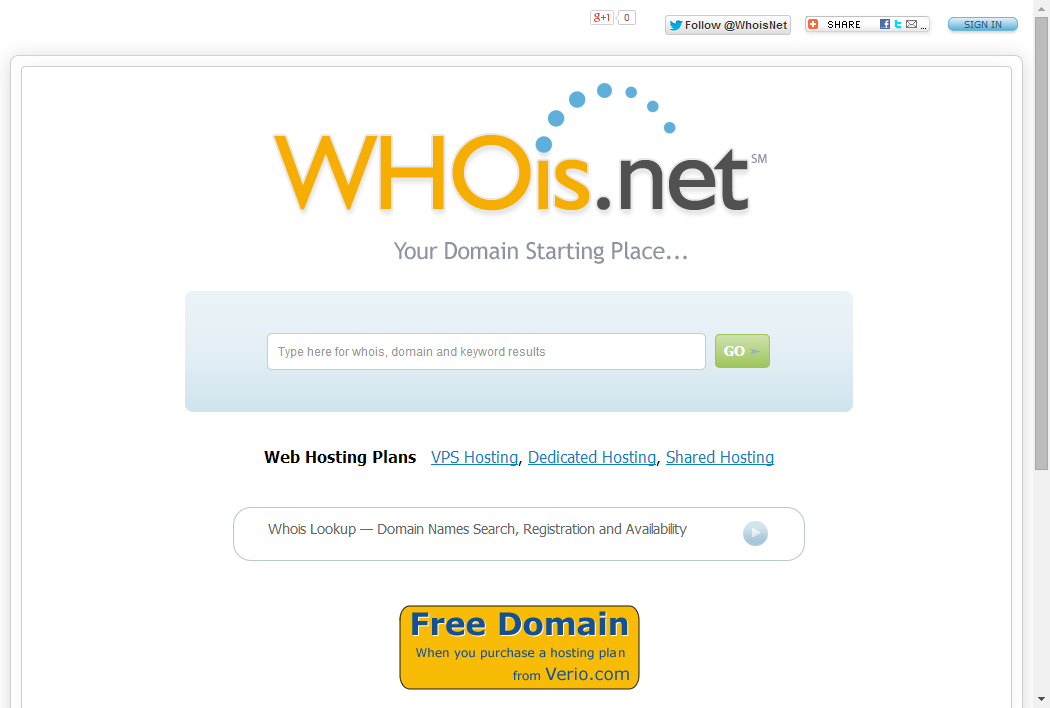 g+1 0
Follow @WhoisNet
SHARE ...
SIGN IN
WHOis.net SM
Your Domain Starting Place...
Type here for whois, domain and keyword results
GO
Web Hosting Plans VPS Hosting, Dedicated Hosting, Shared Hosting
Whois Lookup — Domain Names Search, Registration and Availability
Free Domain
When you purchase a hosting plan
from Verio.com